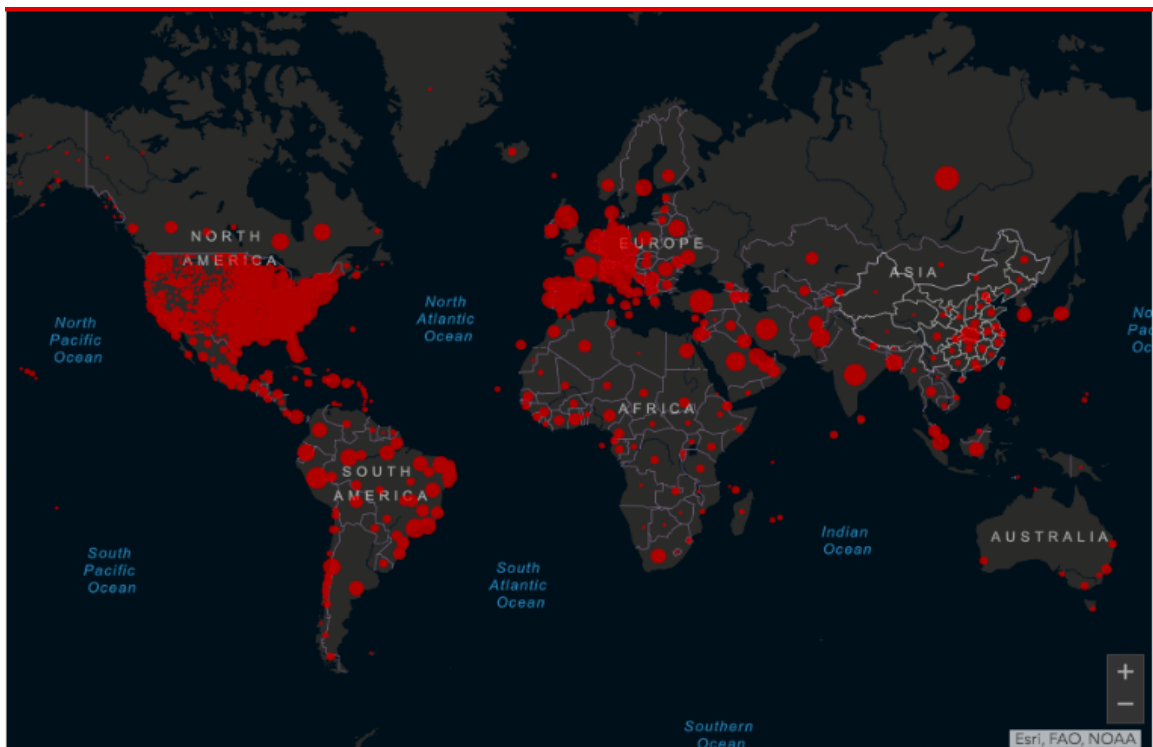 NORTH
AMERICA
EUROPE
ASIA
North
Pacific
Ocean
North
Atlantic
Ocean
No
Pac
Oc
AFRICA
SOUTH
AMERICA
South
Pacific
Ocean
South
Atlantic
Ocean
Indian
Ocean
AUSTRALIA
Southern
Ocean
+
−
Esri, FAO, NOAA